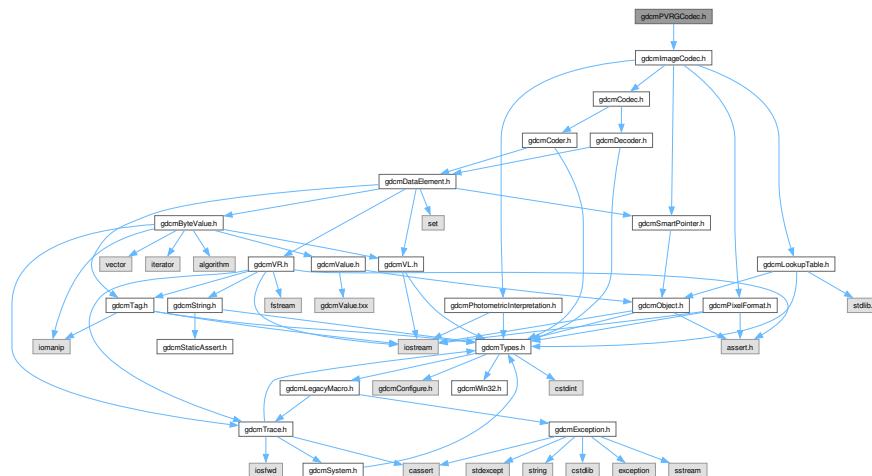 gdcmPVRGCodec.h
gdcmImageCodec.h
gdcmCodec.h
gdcmCoder.h
gdcmDecoder.h
gdcmDataElement.h
gdcmByteValue.h
set
gdcmSmartPointer.h
vector
iterator
algorithm
gdcmVR.h
gdcmValue.h
gdcmVL.h
gdcmLookupTable.h
gdcmTag.h
gdcmString.h
fstream
gdcmValue.txx
gdcmPhotometricInterpretation.h
gdcmObject.h
gdcmPixelFormat.h
stdlib.
iomanip
gdcmStaticAssert.h
iostream
gdcmTypes.h
assert.h
gdcmLegacyMacro.h
gdcmConfigure.h
gdcmWin32.h
cstdint
gdcmTrace.h
gdcmException.h
iosfwd
gdcmSystem.h
cassert
stdexcept
string
cstdlib
exception
sstream